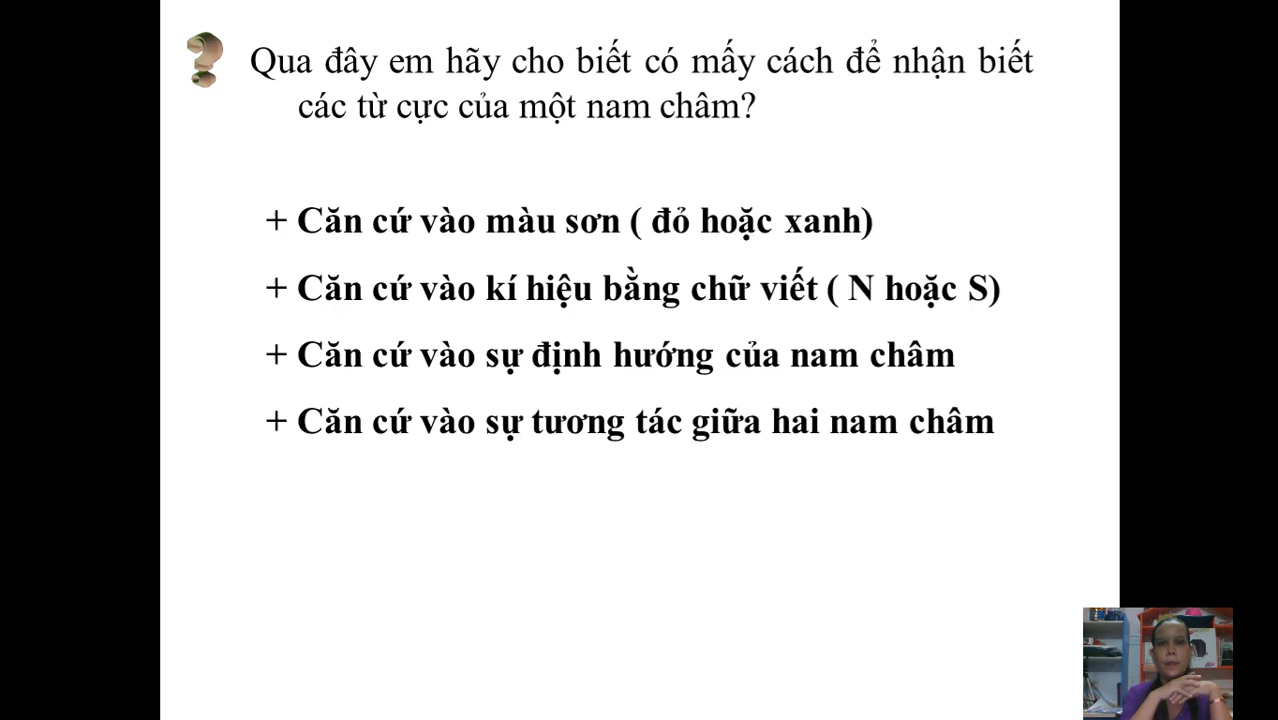 Qua đây em hãy cho biết có mấy cách để nhận biết
các từ cực của một nam châm?
+ Căn cứ vào màu sơn ( đỏ hoặc xanh)
+ Căn cứ vào kí hiệu bằng chữ viết ( N hoặc S)
+ Căn cứ vào sự định hướng của nam châm
+ Căn cứ vào sự tương tác giữa hai nam châm